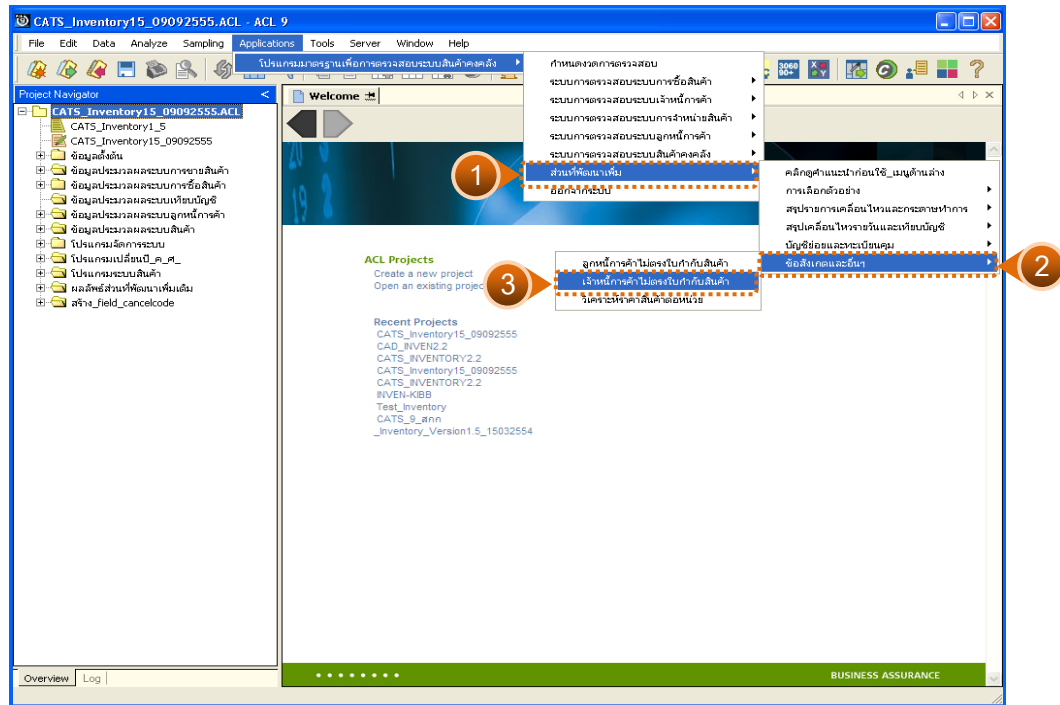 CATS_Inventory15_09092555.ACL - ACL 9
File Edit Data Analyze Sampling Applications Tools Server Window Help
โปรแกรมมาตรฐานเพื่อการตรวจสอบระบบสินค้าคงคลัง
กำหนดงวดการตรวจสอบ
ระบบการตรวจสอบระบบการซื้อสินค้า
ระบบการตรวจสอบระบบเจ้าหนี้การค้า
ระบบการตรวจสอบระบบการจำหน่ายสินค้า
ระบบการตรวจสอบระบบลูกหนี้การค้า
ระบบการตรวจสอบระบบสินค้าคงคลัง
ส่วนที่พัฒนาเพิ่ม
ออกจากระบบ
1
คลิกดูคำแนะนำก่อนใช้_เมนูด้านล่าง
การเลือกตัวอย่าง
สรุปรายการเคลื่อนไหวและกระดาษทำการ
สรุปเคลื่อนไหวรายวันและเทียบบัญชี
บัญชีย่อยและทะเบียนคุม
ข้อสังเกตและอื่นๆ
2
ลูกหนี้การค้าไม่ตรงใบกำกับสินค้า
เจ้าหนี้การค้าไม่ตรงใบกำกับสินค้า
วิเคราะห์ราคาสินค้าต่อหน่วย
3
Project Navigator <
CATS_Inventory15_09092555.ACL
CATS_Inventory1_5
CATS_Inventory15_09092555
ข้อมูลตั้งต้น
ข้อมูลประมวลผลระบบการขายสินค้า
ข้อมูลประมวลผลระบบการซื้อสินค้า
ข้อมูลประมวลผลระบบเทียบบัญชี
ข้อมูลประมวลผลระบบลูกหนี้การค้า
ข้อมูลประมวลผลระบบสินค้า
โปรแกรมจัดการระบบ
โปรแกรมเปลี่ยนปี_ค_ศ_
โปรแกรมระบบสินค้า
ผลลัพธ์ส่วนที่พัฒนาเพิ่มเติม
สร้าง_field_cancelcode
Welcome
ACL Projects
Create a new project
Open an existing projec
Recent Projects
CATS_Inventory15_09092555
CAD_INVEN2.2
CATS_INVENTORY2.2
CATS_Inventory15_09092555
CATS_INVENTORY2.2
INVEN-KIBB
Test_Inventory
CATS_9_สกก
_Inventory_Version1.5_15032554
BUSINESS ASSURANCE
Overview Log